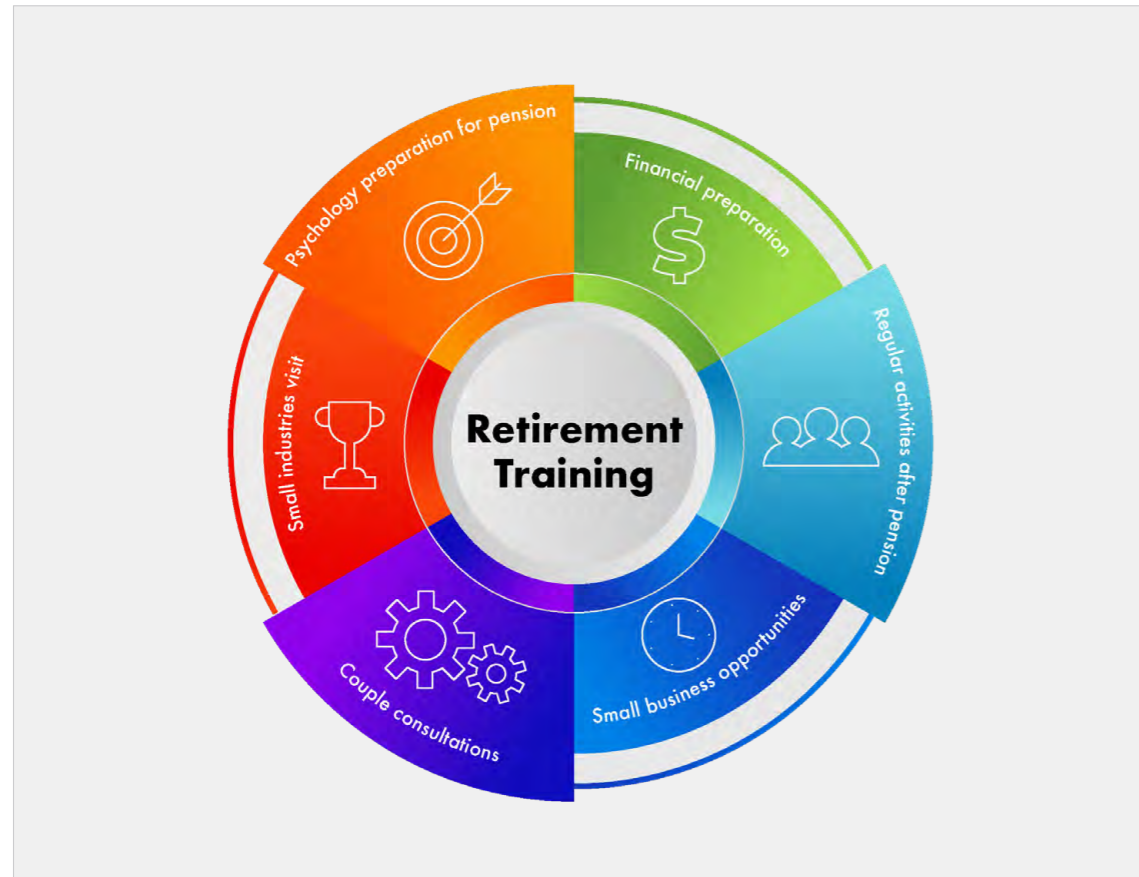 Retirement
Training
Psychology preparation for pension
Financial preparation
Regular activities after pension
Small business opportunities
Couple consultations
Small industries visit